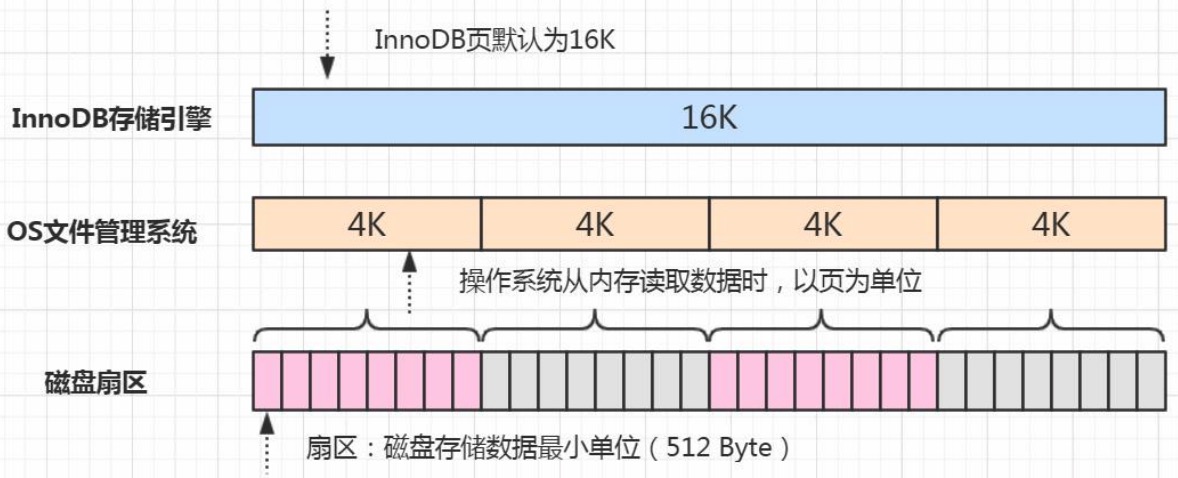 InnoDB页默认为16K
InnoDB存储引擎
16K
OS文件管理系统
4K
4K
4K
4K
操作系统从内存读取数据时，以页为单位
磁盘扇区
扇区：磁盘存储数据最小单位（512 Byte）